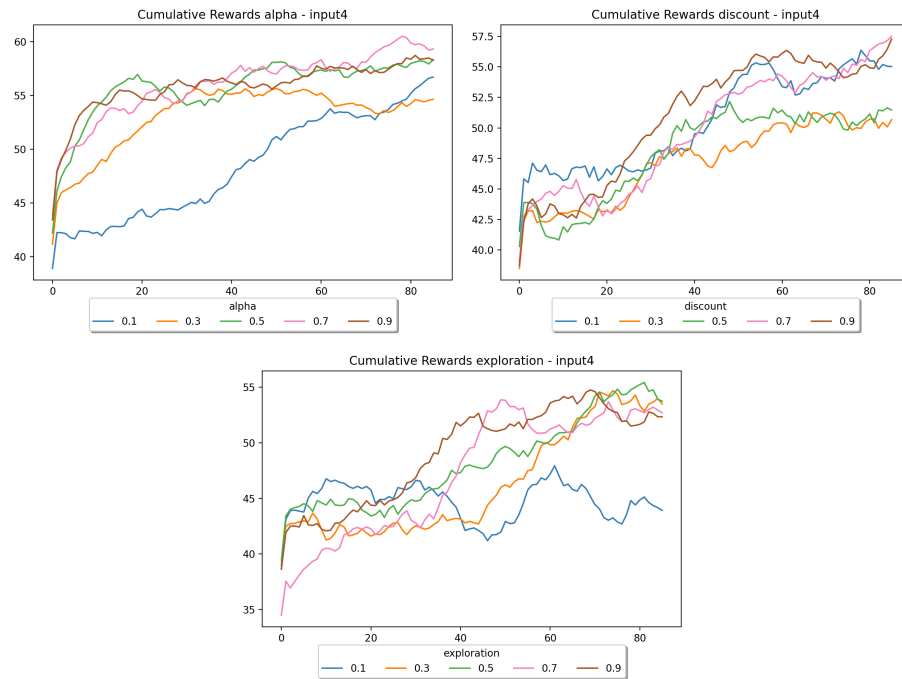 Cumulative Rewards alpha - input4
60
55
50
45
40
0 20 40 60 80
alpha
0.1 0.3 0.5 0.7 0.9
Cumulative Rewards discount - input4
57.5
55.0
52.5
50.0
47.5
45.0
42.5
40.0
0 20 40 60 80
discount
0.1 0.3 0.5 0.7 0.9
Cumulative Rewards exploration - input4
55
50
45
40
35
0 20 40 60 80
exploration
0.1 0.3 0.5 0.7 0.9